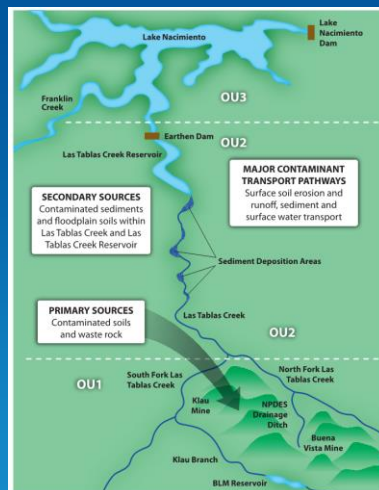 Lake Nacimiento
Lake
Nacimiento
Dam
Franklin
Creek
OU3
Earthen Dam
OU2
Las Tablas Creek Reservoir
SECONDARY SOURCES
Contaminated sediments
and floodplain soils within
Las Tablas Creek and Las
Tablas Creek Reservoir
MAJOR CONTAMINANT
TRANSPORT PATHWAYS
Surface soil erosion and
runoff, sediment and
surface water transport
Sediment Deposition Areas
PRIMARY SOURCES
Contaminated soils
and waste rock
Las Tablas Creek
OU2
OU1
South Fork Las
Tablas Creek
North Fork Las
Tablas Creek
Klau
Mine
NPDES
Drainage
Ditch
Buena
Vista Mine
Klau Branch
BLM Reservoir